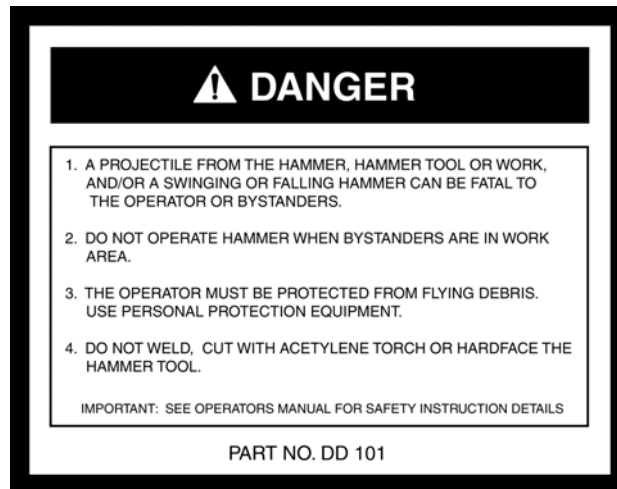 DANGER
1. A PROJECTILE FROM THE HAMMER, HAMMER TOOL OR WORK,
AND/OR A SWINGING OR FALLING HAMMER CAN BE FATAL TO
THE OPERATOR OR BYSTANDERS.
2. DO NOT OPERATE HAMMER WHEN BYSTANDERS ARE IN WORK
AREA.
3. THE OPERATOR MUST BE PROTECTED FROM FLYING DEBRIS.
USE PERSONAL PROTECTION EQUIPMENT.
4. DO NOT WELD, CUT WITH ACETYLENE TORCH OR HARDFACE THE
HAMMER TOOL.
IMPORTANT: SEE OPERATORS MANUAL FOR SAFETY INSTRUCTION DETAILS
PART NO. DD 101